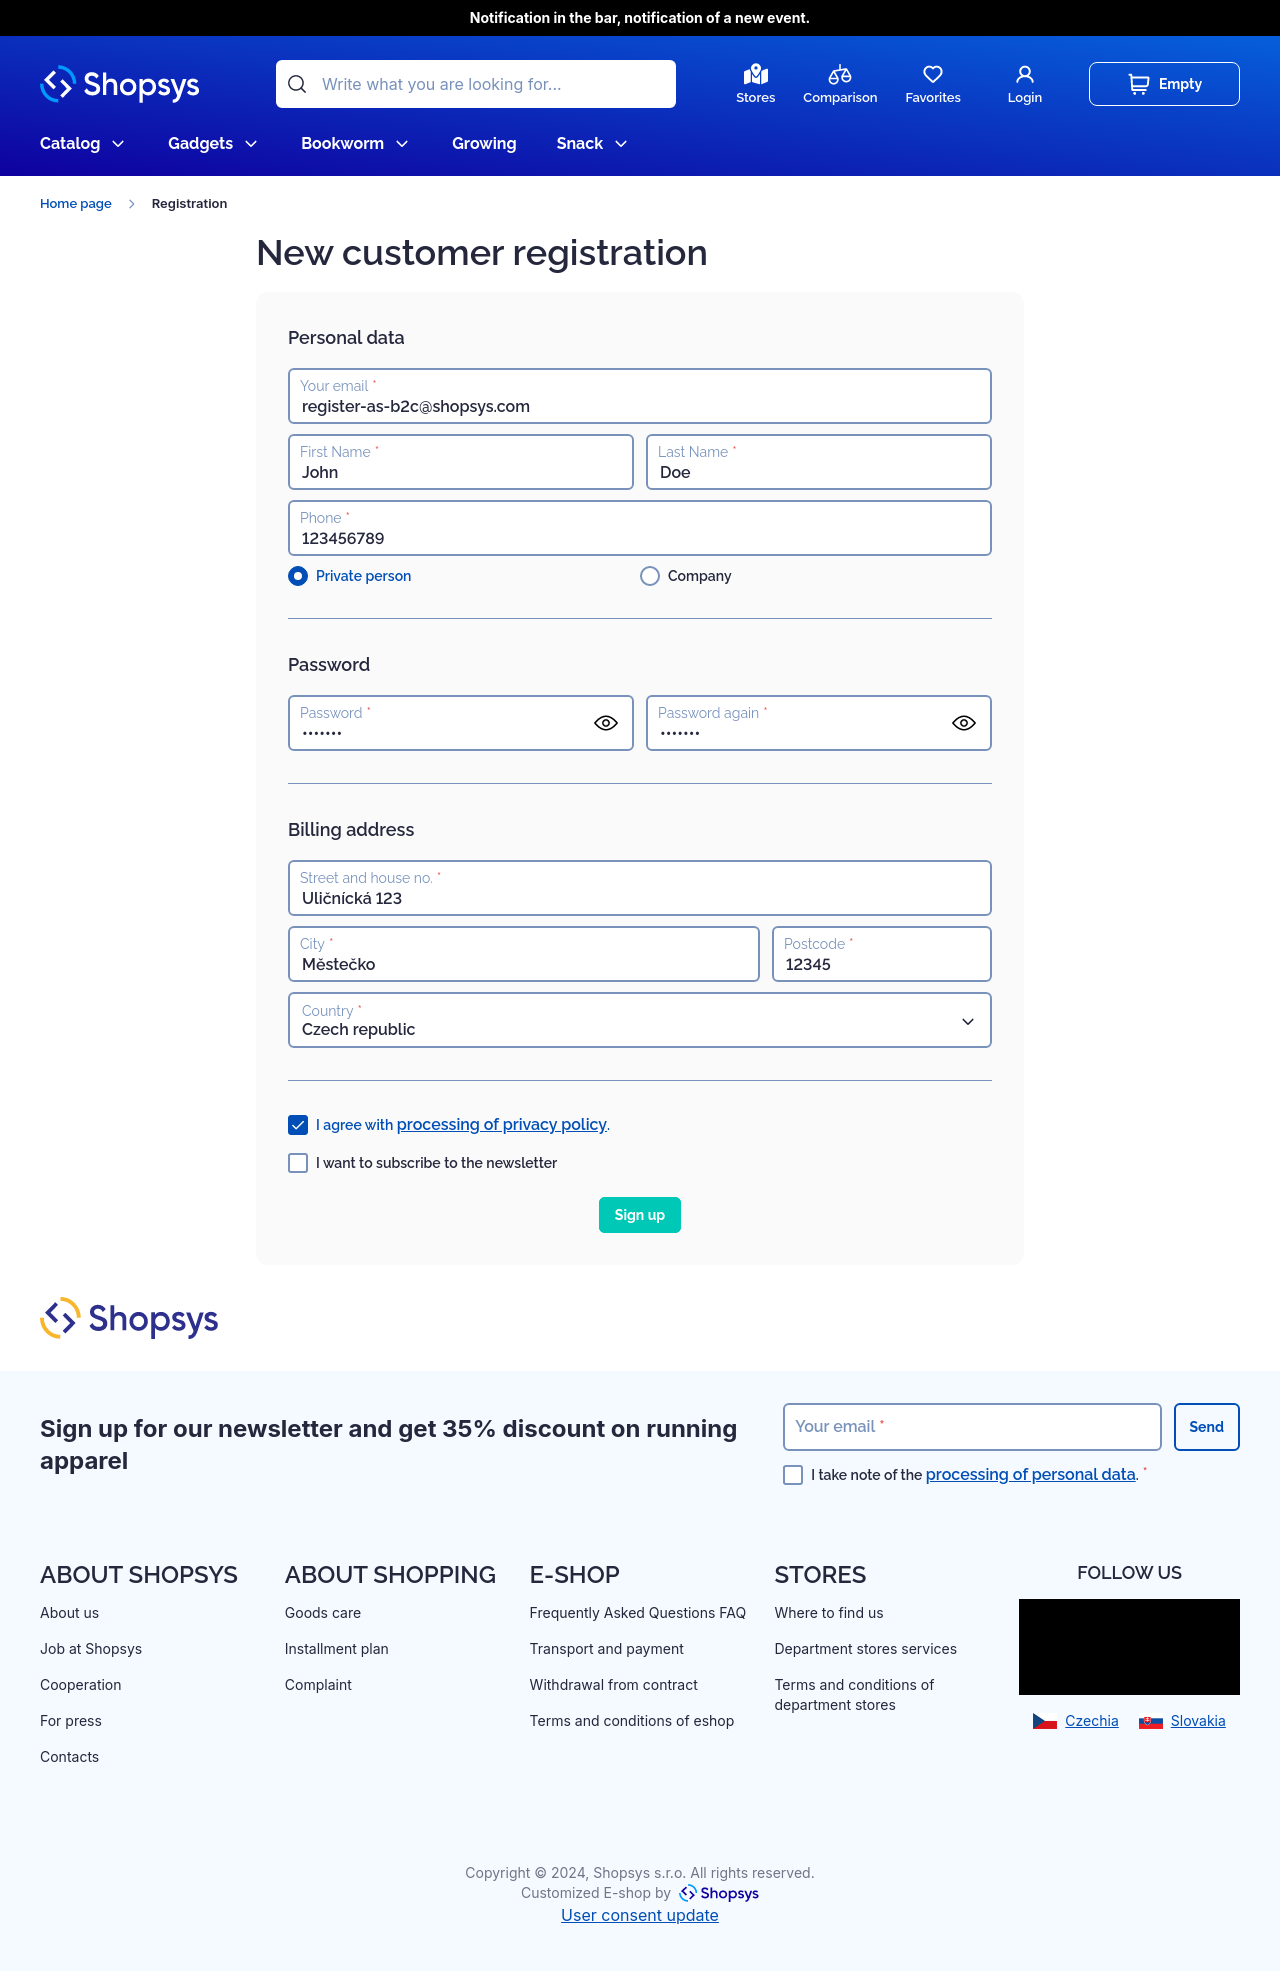 Notification in the bar, notification of a new event.
Shopsys
Write what you are looking for...
Stores
Comparison
Favorites
Login
Empty
Catalog
Gadgets
Bookworm
Growing
Snack
Home page
Registration
New customer registration
Personal data
Your email *
register-as-b2c@shopsys.com
First Name *
Last Name *
John
Doe
Phone *
123456789
Private person
Company
Password
Password *
Password again *
•••••••
•••••••
Billing address
Street and house no. *
Uličnícká 123
City *
Postcode *
Městečko
12345
Country *
Czech republic
I agree with processing of privacy policy.
I want to subscribe to the newsletter
Sign up
Shopsys
Sign up for our newsletter and get 35% discount on running
apparel
Your email *
Send
I take note of the processing of personal data. *
ABOUT SHOPSYS
About us
Job at Shopsys
Cooperation
For press
Contacts
ABOUT SHOPPING
Goods care
Installment plan
Complaint
E-SHOP
Frequently Asked Questions FAQ
Transport and payment
Withdrawal from contract
Terms and conditions of eshop
STORES
Where to find us
Department stores services
Terms and conditions of
department stores
FOLLOW US
Czechia
Slovakia
Copyright © 2024, Shopsys s.r.o. All rights reserved.
Customized E-shop by Shopsys
User consent update